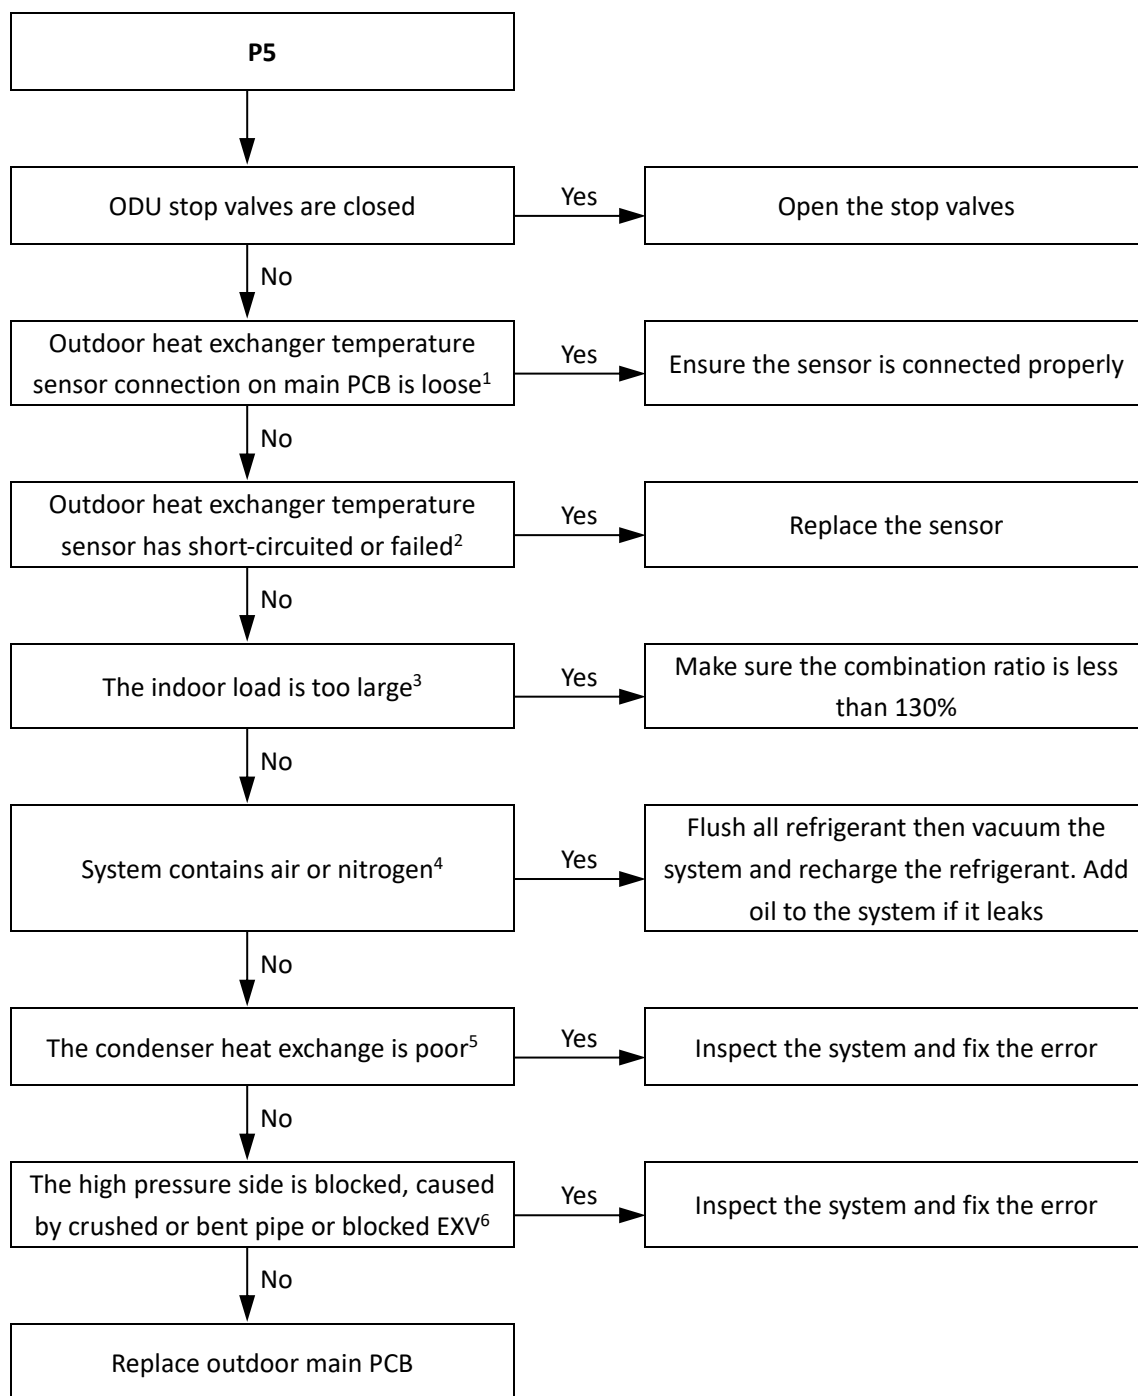 P5
ODU stop valves are closed
Yes
Open the stop valves
No
Outdoor heat exchanger temperature
sensor connection on main PCB is loose¹
Yes
Ensure the sensor is connected properly
No
Outdoor heat exchanger temperature
sensor has short-circuited or failed²
Yes
Replace the sensor
No
The indoor load is too large³
Yes
Make sure the combination ratio is less
than 130%
No
System contains air or nitrogen⁴
Yes
Flush all refrigerant then vacuum the
system and recharge the refrigerant. Add
oil to the system if it leaks
No
The condenser heat exchange is poor⁵
Yes
Inspect the system and fix the error
No
The high pressure side is blocked, caused
by crushed or bent pipe or blocked EXV⁶
Yes
Inspect the system and fix the error
No
Replace outdoor main PCB